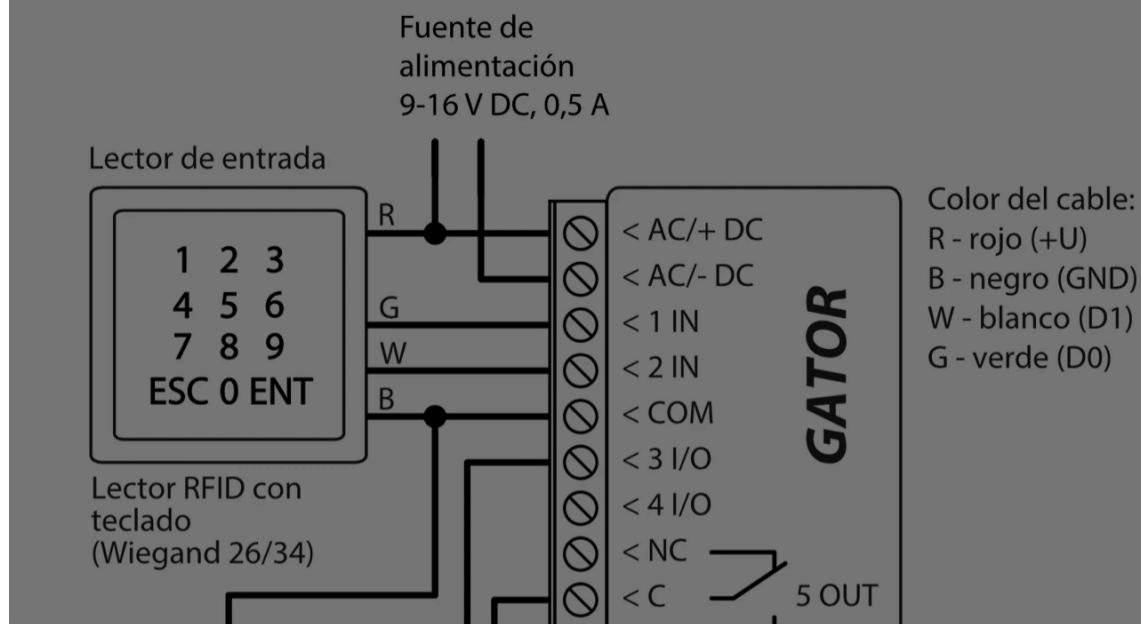 Fuente de
alimentación
9-16 V DC, 0,5 A
Lector de entrada
1 2 3
4 5 6
7 8 9
ESC 0 ENT
R
G
W
B
Lector RFID con
teclado
(Wiegand 26/34)
< AC/+ DC
< AC/- DC
< 1 IN
< 2 IN
< COM
< 3 I/O
< 4 I/O
< NC
< C
5 OUT
GATOR
Color del cable:
R - rojo (+U)
B - negro (GND)
W - blanco (D1)
G - verde (D0)